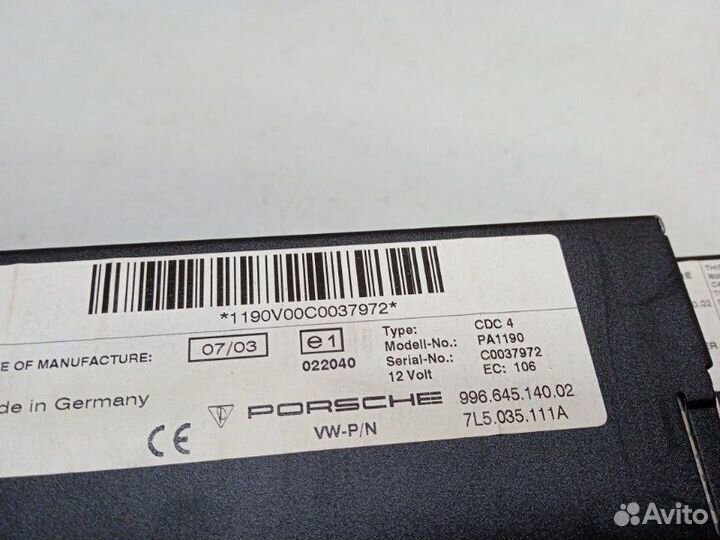 *1190V00C0037972*
E OF MANUFACTURE: 07/03 e1 022040
Type: CDC 4
Modell-No.: PA1190
Serial-No.: C0037972
12 Volt EC: 106
de in Germany
CE PORSCHE 996.645.140.02
VW-P/N 7L5.035.111A
Avito